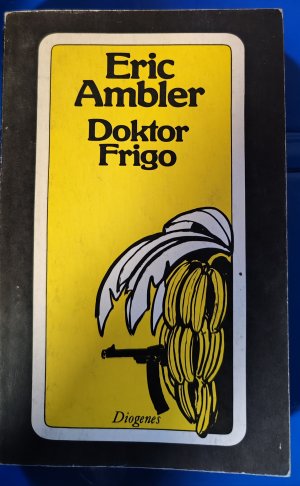 Eric
Ambler
Doktor
Frigo
Diogenes